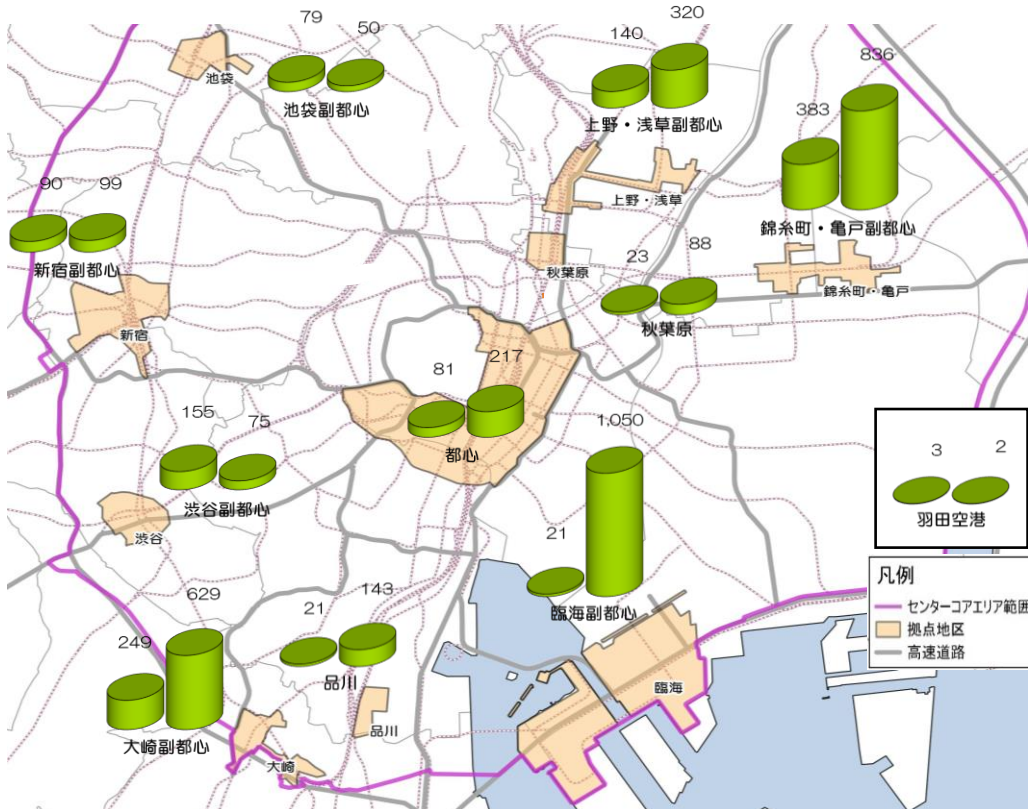 79
50
池袋
池袋副都心
140
320
上野・浅草副都心
上野・浅草
383
836
錦糸町・亀戸副都心
錦糸町・亀戸
90
99
新宿副都心
新宿
秋葉原
23
88
秋葉原
81
217
都心
155
75
渋谷副都心
渋谷
21
1,050
臨海副都心
臨海
3
2
羽田空港
249
629
大崎副都心
大崎
21
143
品川
品川
凡例
センターコアエリア範囲
拠点地区
高速道路